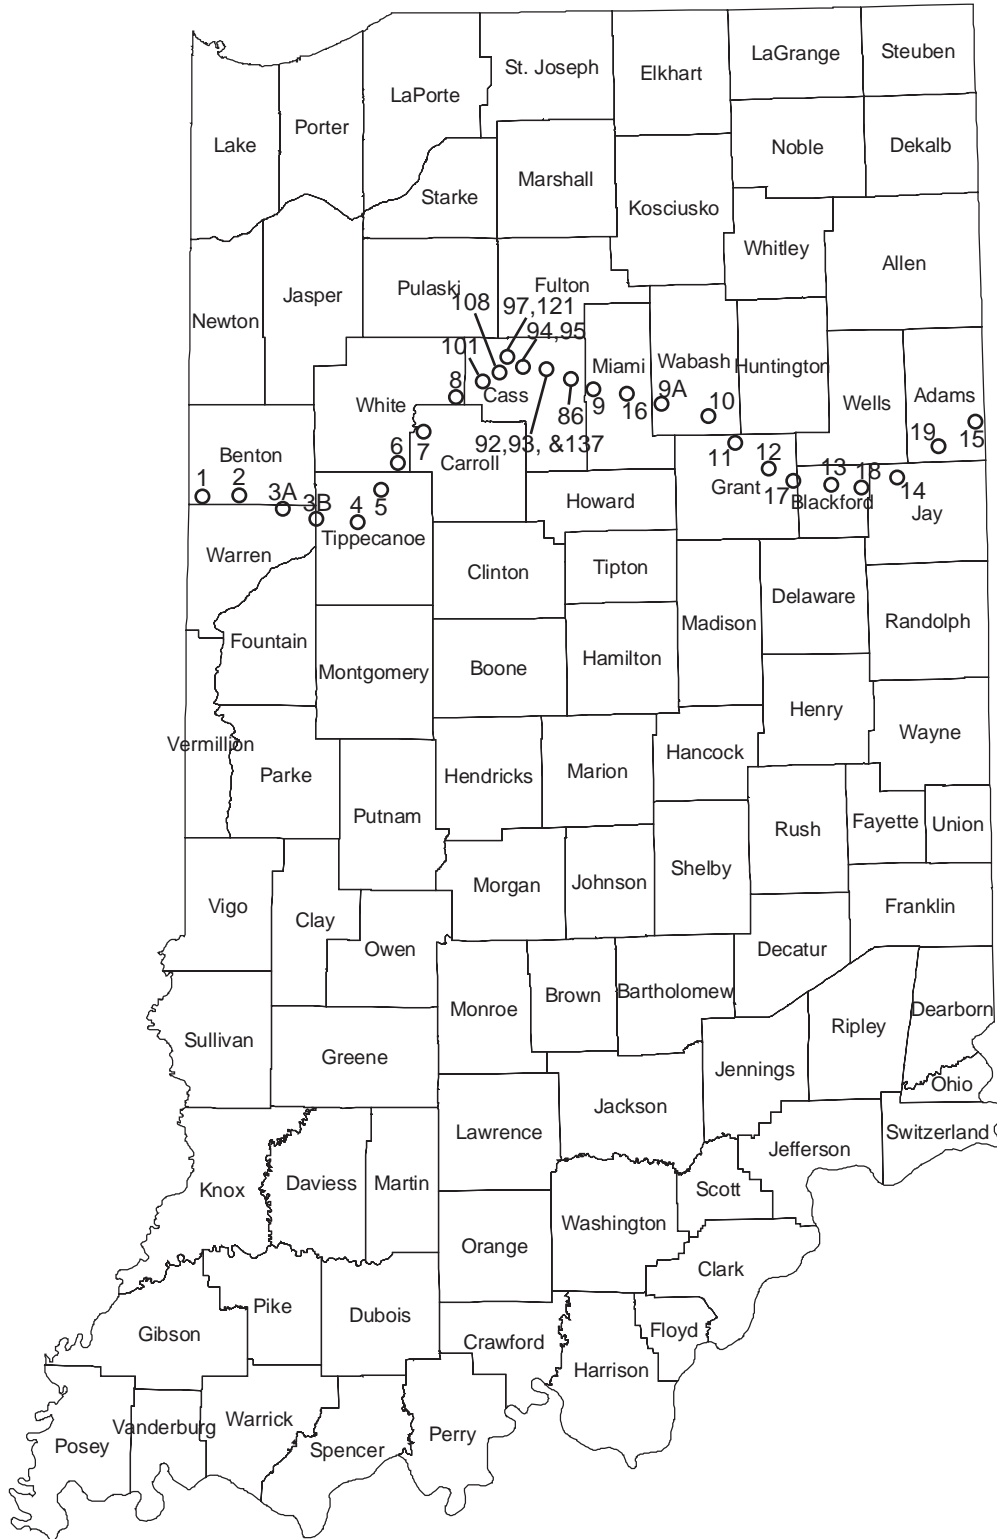 St. Joseph
Elkhart
LaGrange
Steuben
LaPorte
Porter
Lake
Noble
Dekalb
Marshall
Starke
Kosciusko
Whitley
Allen
Pulaski
Fulton
Jasper
Newton
108
97,121
94,95
101
Miami
Wabash
Huntington
8
Cass
White
86
9
16
9A
10
Wells
Adams
19
15
92,93, &137
7
6
Carroll
11
12
Benton
1
2
3A
3B
4
5
Grant
17
13
18
Blackford
14
Jay
Howard
Tippecanoe
Warren
Clinton
Tipton
Delaware
Madison
Randolph
Fountain
Montgomery
Boone
Hamilton
Henry
Wayne
Vermillion
Parke
Hendricks
Marion
Hancock
Putnam
Rush
Fayette
Union
Morgan
Johnson
Shelby
Vigo
Clay
Franklin
Owen
Decatur
Monroe
Brown
Bartholomew
Dearborn
Ripley
Sullivan
Greene
Jennings
Ohio
Jackson
Lawrence
Switzerland
Jefferson
Knox
Daviess
Martin
Scott
Washington
Orange
Clark
Pike
Dubois
Gibson
Crawford
Floyd
Harrison
Warrick
Vanderburg
Posey
Spencer
Perry